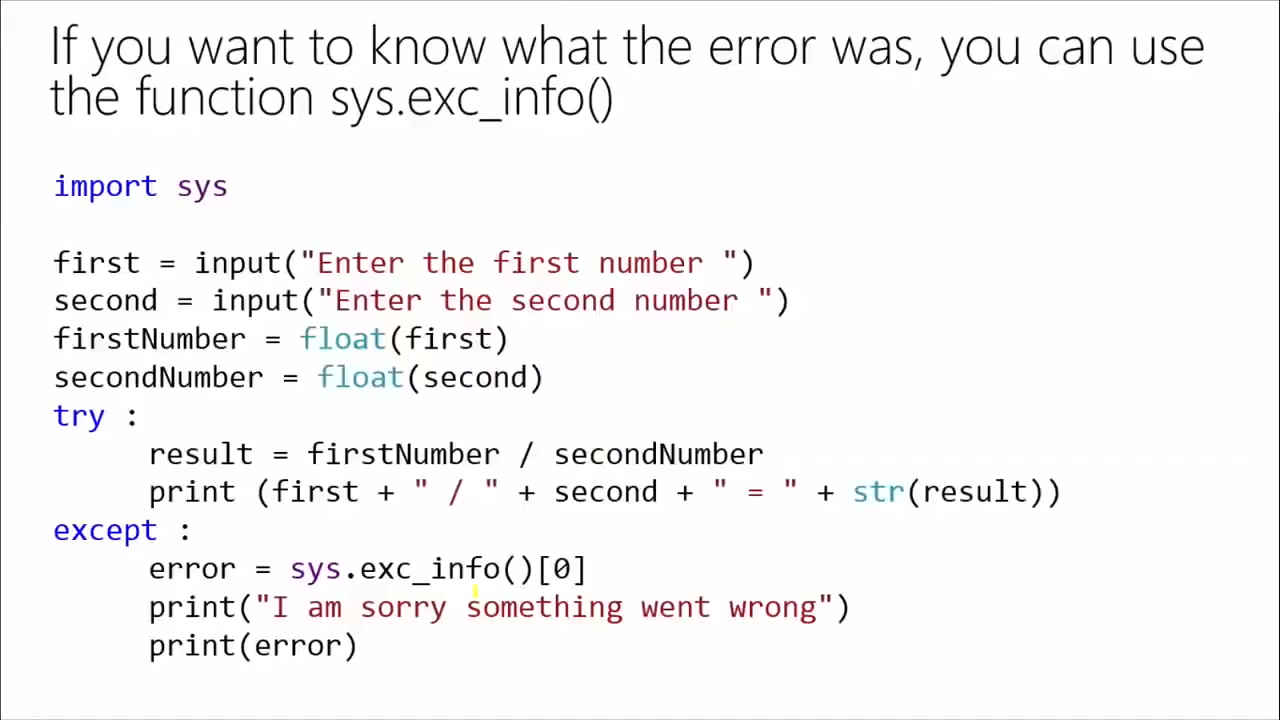 If you want to know what the error was, you can use
the function sys.exc_info()
import sys
first = input("Enter the first number ")
second = input("Enter the second number ")
firstNumber = float(first)
secondNumber = float(second)
try :
result = firstNumber / secondNumber
print (first + " / " + second + " = " + str(result))
except :
error = sys.exc_info()[0]
print("I am sorry something went wrong")
print(error)